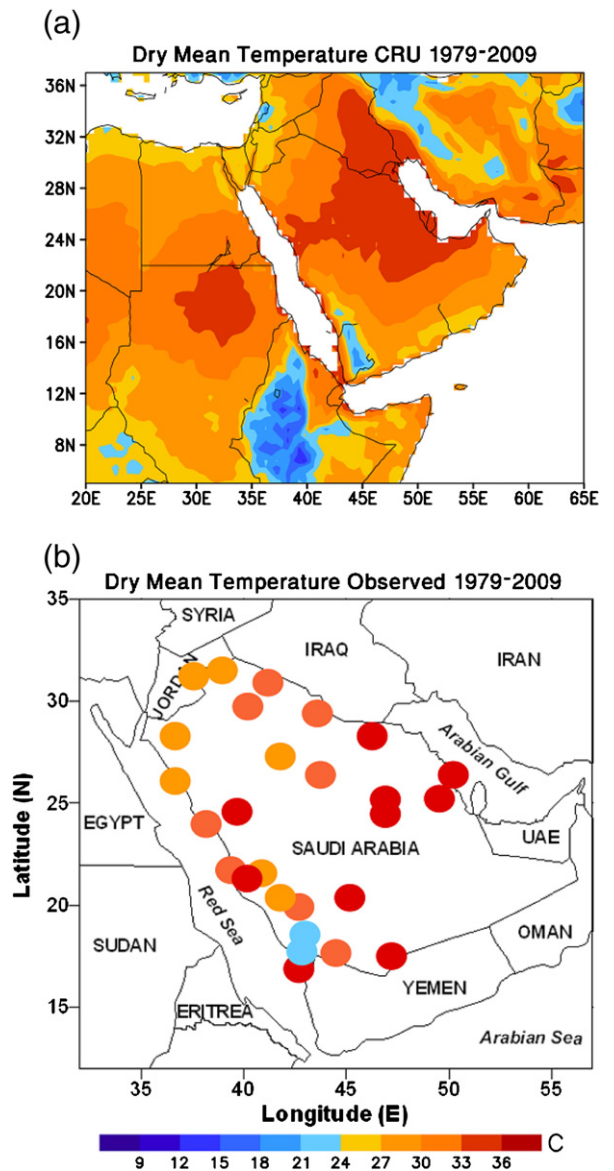 (a)
Dry Mean Temperature CRU 1979-2009
36N
32N
28N
24N
20N
16N
12N
8N
20E 25E 30E 35E 40E 45E 50E 55E 60E 65E
(b)
Dry Mean Temperature Observed 1979-2009
35
SYRIA
IRAQ
IRAN
JORDAN
30
Arabian Gulf
25
EGYPT
SAUDI ARABIA
UAE
Latitude (N)
20
Red Sea
SUDAN
OMAN
YEMEN
15
ERITREA
Arabian Sea
35 40 45 50 55
Longitude (E)
C
9 12 15 18 21 24 27 30 33 36